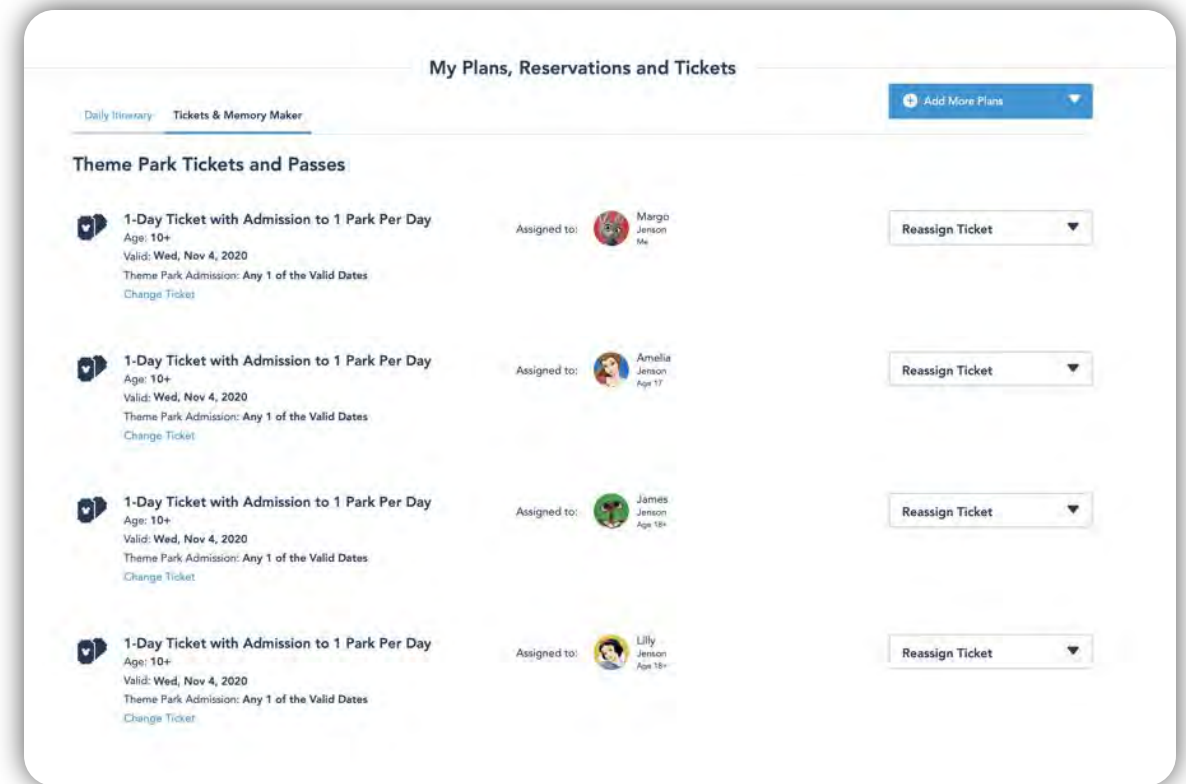 My Plans, Reservations and Tickets
Add More Plans
Daily Itinerary
Tickets & Memory Maker
Theme Park Tickets and Passes
1-Day Ticket with Admission to 1 Park Per Day
Age: 10+
Valid: Wed, Nov 4, 2020
Theme Park Admission: Any 1 of the Valid Dates
Change Ticket
Assigned to:
Margo
Jenson
Me
Reassign Ticket
1-Day Ticket with Admission to 1 Park Per Day
Age: 10+
Valid: Wed, Nov 4, 2020
Theme Park Admission: Any 1 of the Valid Dates
Change Ticket
Assigned to:
Amelia
Jenson
Age 17
Reassign Ticket
1-Day Ticket with Admission to 1 Park Per Day
Age: 10+
Valid: Wed, Nov 4, 2020
Theme Park Admission: Any 1 of the Valid Dates
Change Ticket
Assigned to:
James
Jenson
Age 18+
Reassign Ticket
1-Day Ticket with Admission to 1 Park Per Day
Age: 10+
Valid: Wed, Nov 4, 2020
Theme Park Admission: Any 1 of the Valid Dates
Change Ticket
Assigned to:
Lilly
Jenson
Age 18+
Reassign Ticket